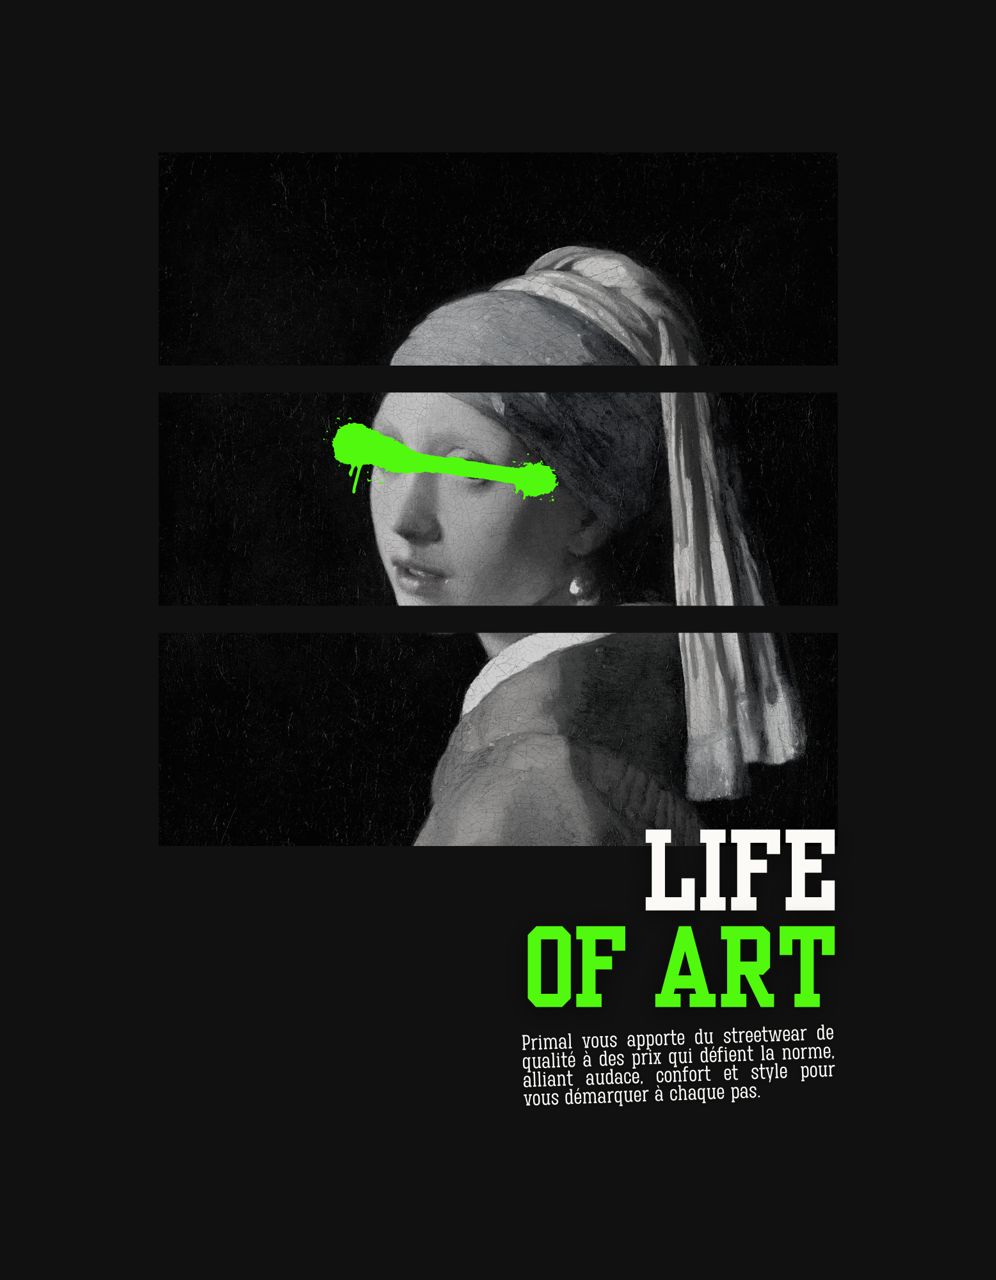 LIFE
OF ART
Primal vous apporte du streetwear de
qualité à des prix qui défient la norme,
alliant audace, confort et style pour
vous démarquer à chaque pas.